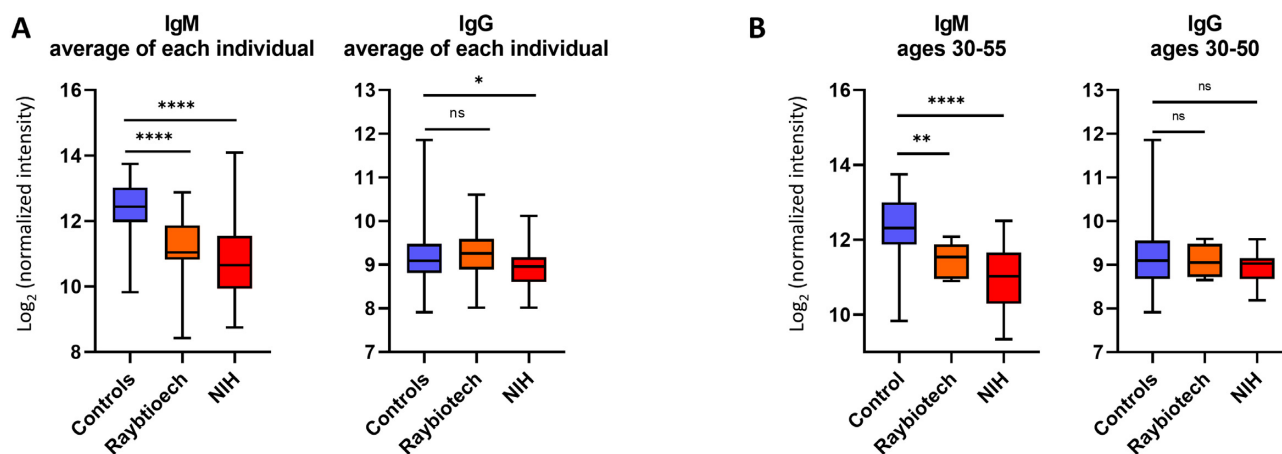 A
IgM
average of each individual
IgG
average of each individual
B
IgM
ages 30-55
IgG
ages 30-50
Log2 (normalized intensity)
16
14
12
10
8
****
****
Controls
Raybtioech
NIH
13
12
11
10
9
8
7
*
ns
Controls
Raybiotech
NIH
Log2 (normalized intensity)
16
14
12
10
****
**
Control
Raybiotech
NIH
13
12
11
10
9
8
7
ns
ns
Controls
Raybiotech
NIH